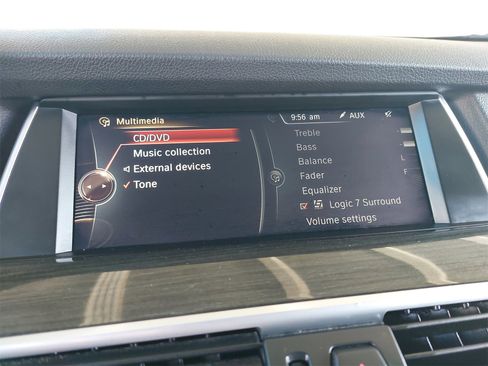 Multimedia
CD/DVD
Music collection
External devices
Tone
9:56 am AUX
Treble
Bass
Balance L
Fader F
Equalizer
Logic 7 Surround
Volume settings